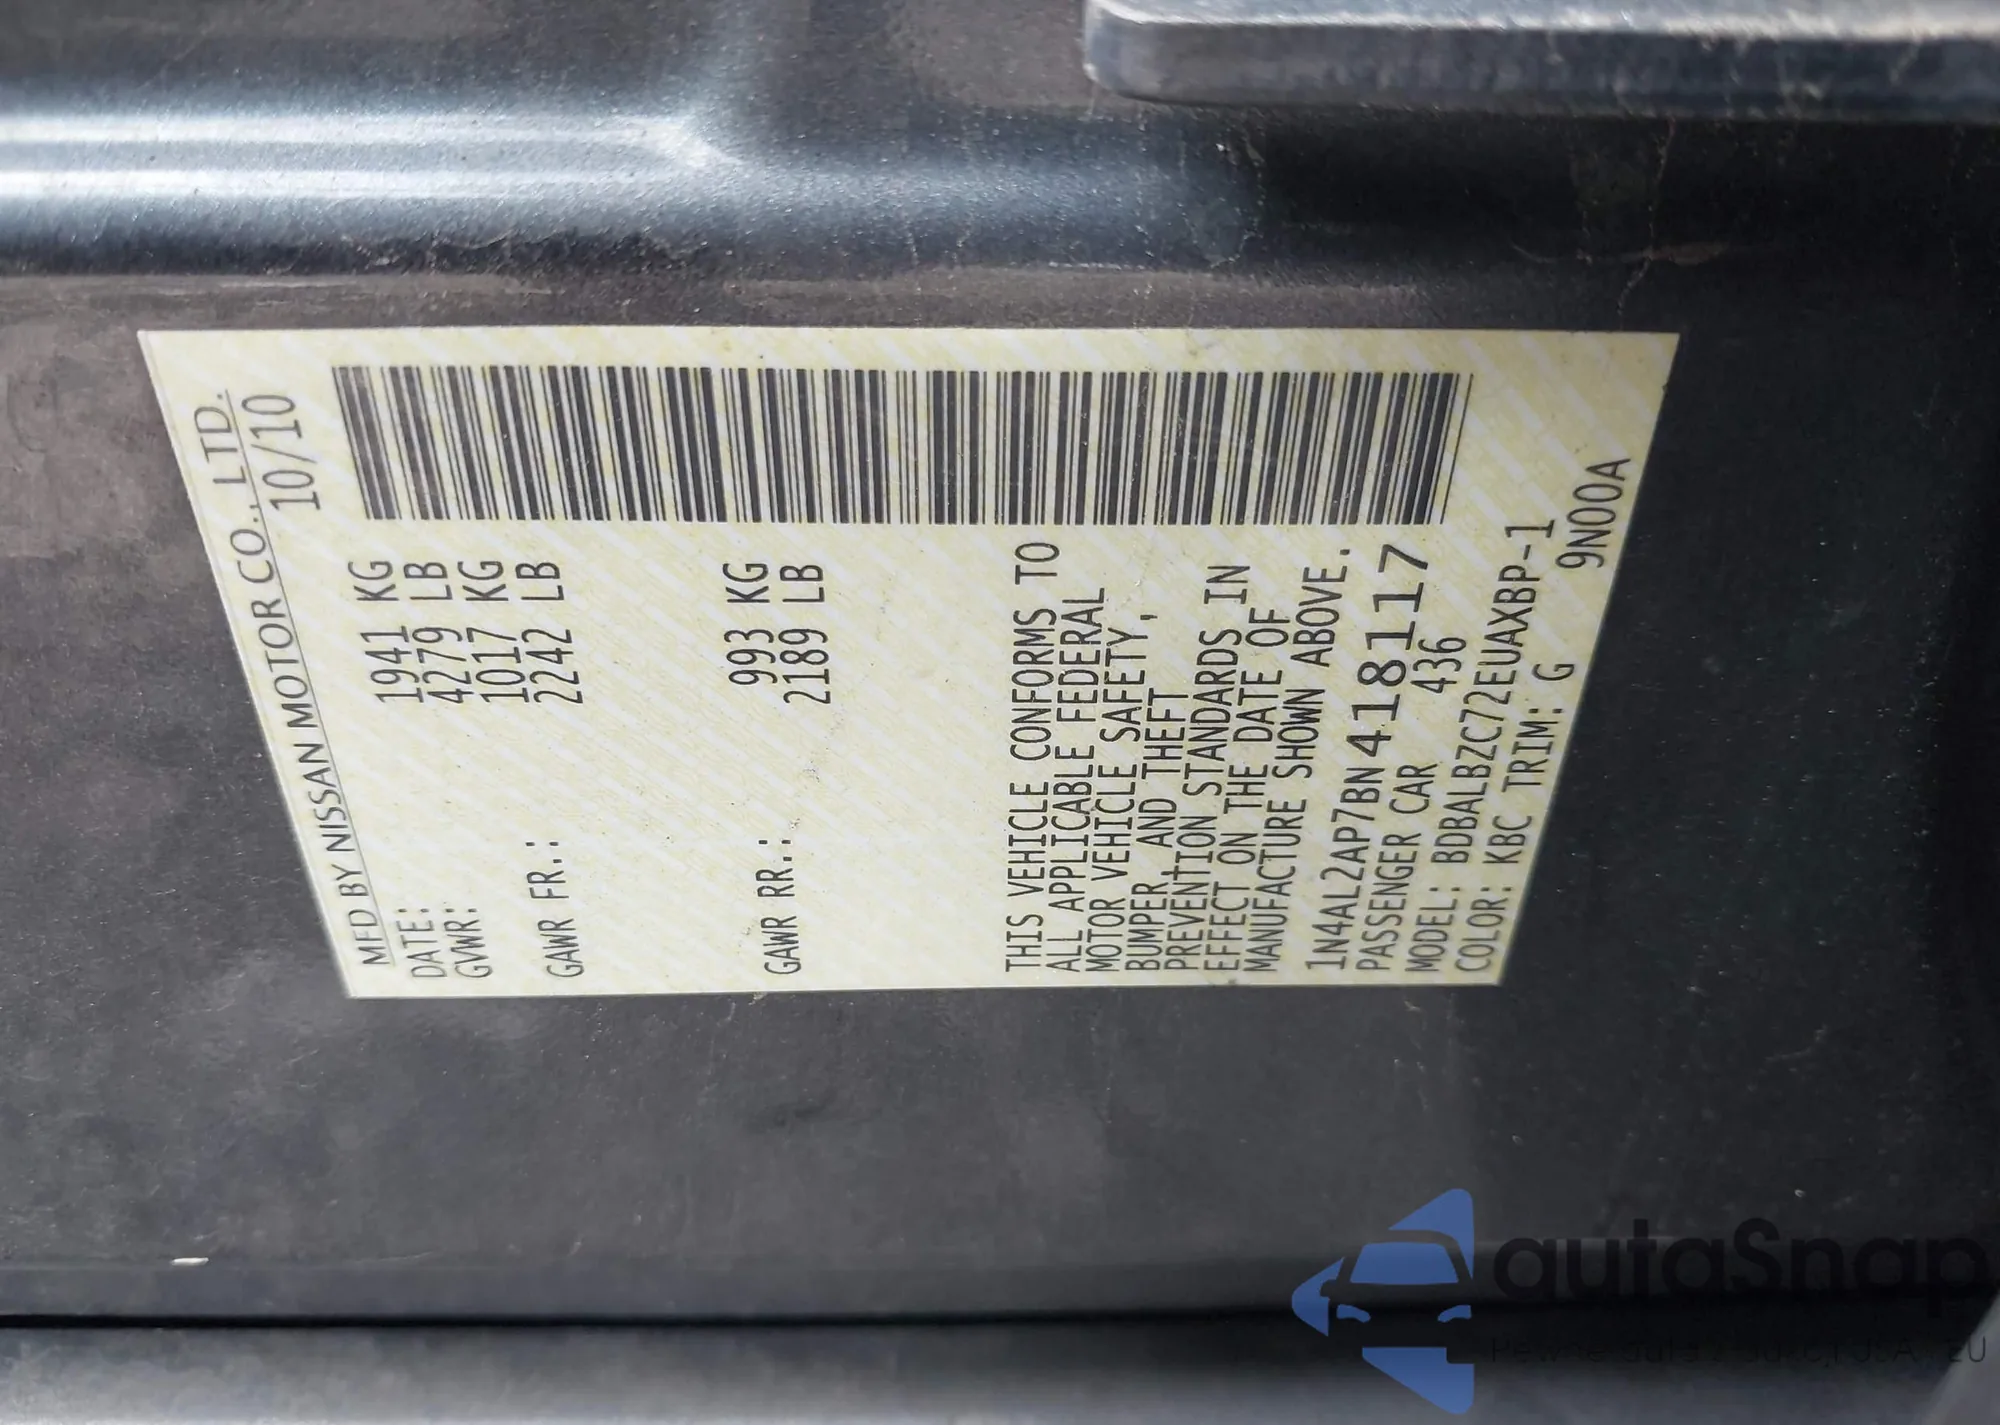 MFD BY NISSAN MOTOR CO., LTD.
DATE: 10/10
GVWR: 1941 KG
4279 LB
GAWR FR.: 1017 KG
2242 LB
GAWR RR.: 993 KG
2189 LB
THIS VEHICLE CONFORMS TO
ALL APPLICABLE FEDERAL
MOTOR VEHICLE SAFETY,
BUMPER, AND THEFT
PREVENTION STANDARDS IN
EFFECT ON THE DATE OF
MANUFACTURE SHOWN ABOVE.
1N4AL2AP7BN418117
PASSENGER CAR 436
MODEL: BDBALBZC72EUAXBP-1
COLOR: KBC TRIM: G
9N00A
autaSnap